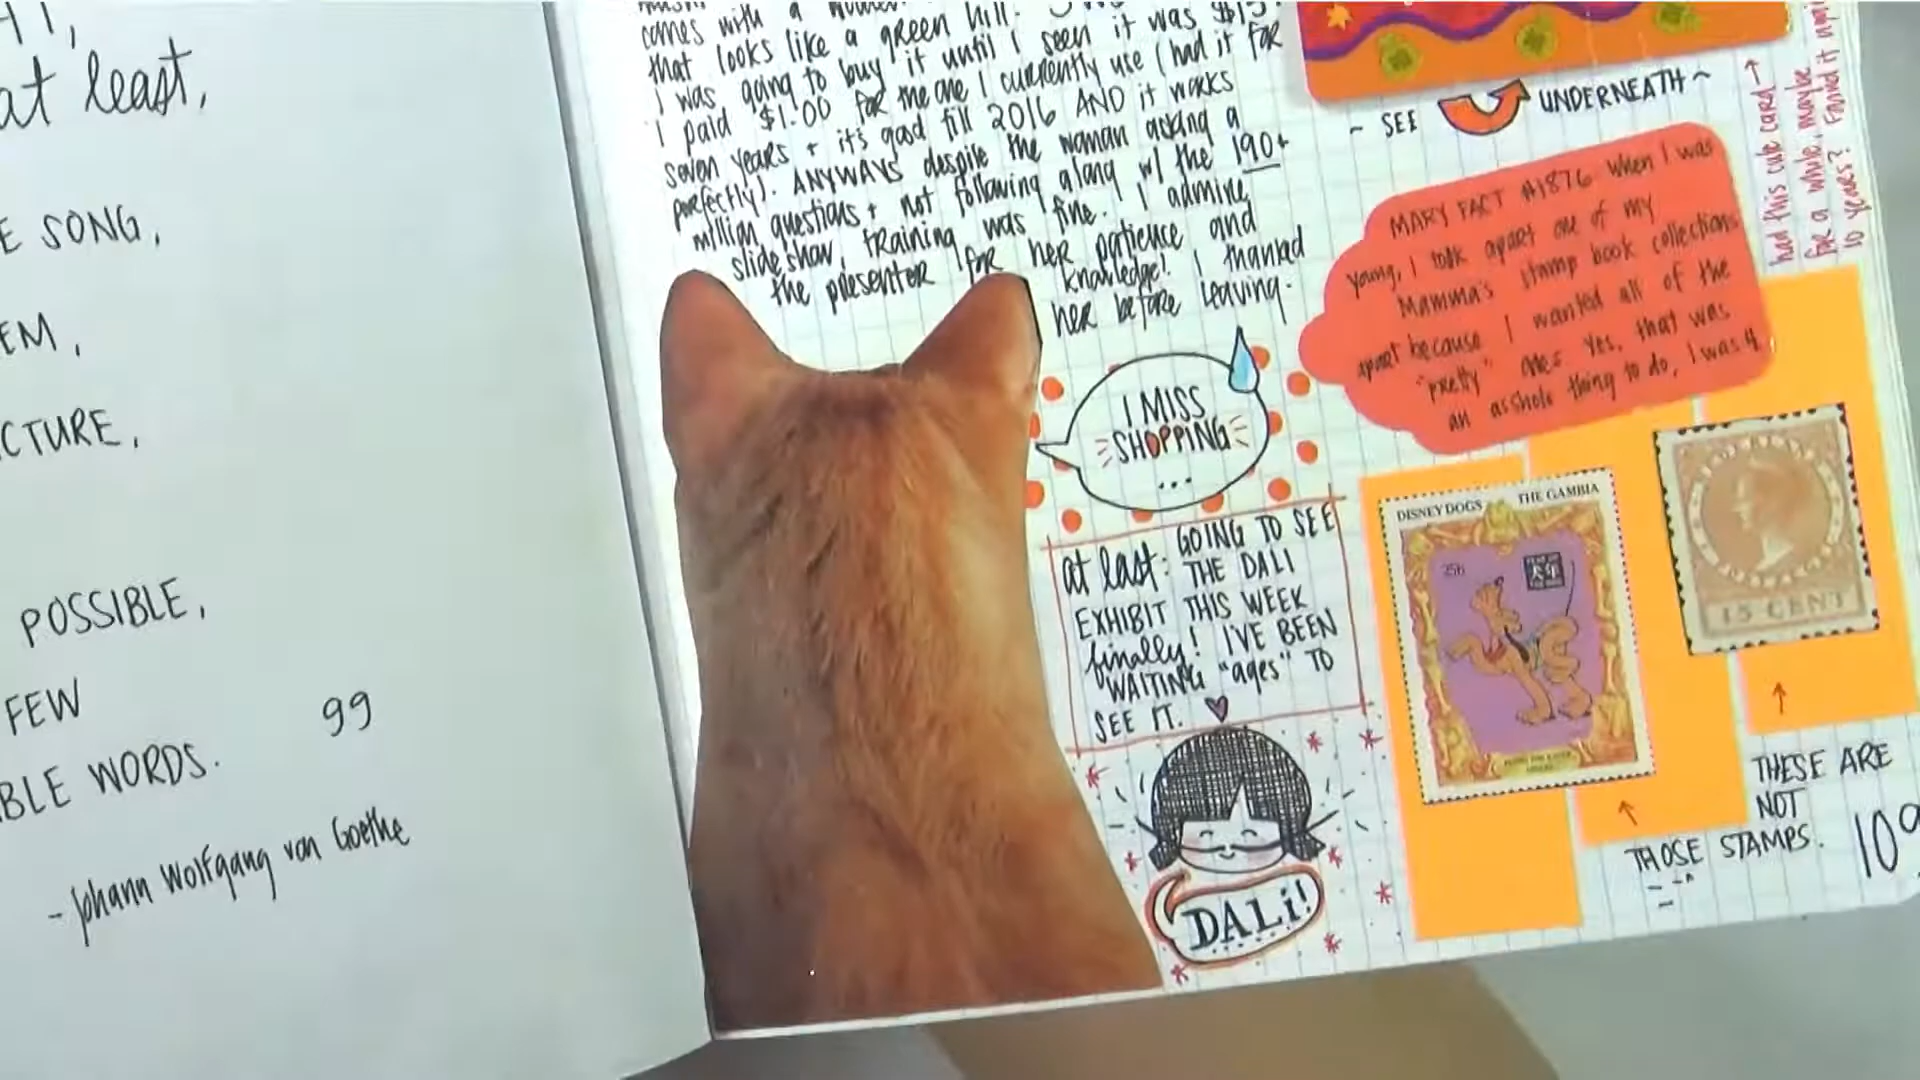 at least,
E SONG,
EM,
CTURE,
POSSIBLE,
FEW
BLE WORDS.
99
- Johann Wolfgang von Goethe
comes with a
that looks like a green hill.
I was going to buy it until I seen it was $15.
I paid $1.00 for the one I currently use (had it for
seven years + it's good till 2016 AND it works
perfectly). ANYWAYS despite the woman asking a
million questions + not following along w/ the 190+
slide show, training was fine. I admire
the presenter for her patience and
knowledge! I thanked
her before leaving.
I MISS
SHOPPING
...
at last: GOING TO SEE
THE DALI
EXHIBIT THIS WEEK
finally! I'VE BEEN
WAITING "ages" TO
SEE IT.
DALi!
~ SEE UNDERNEATH ~
had this cute card
for a while, maybe
10 years? Found it again
MARY FACT #1876 when I was
young, I took apart one of my
Mamma's stamp book collections
apart because I wanted all of the
"pretty" ones. Yes, that was
an asshole thing to do, I was 4.
DISNEY DOGS THE GAMBIA
25b
15 CENT
THESE ARE
NOT
THOSE STAMPS.